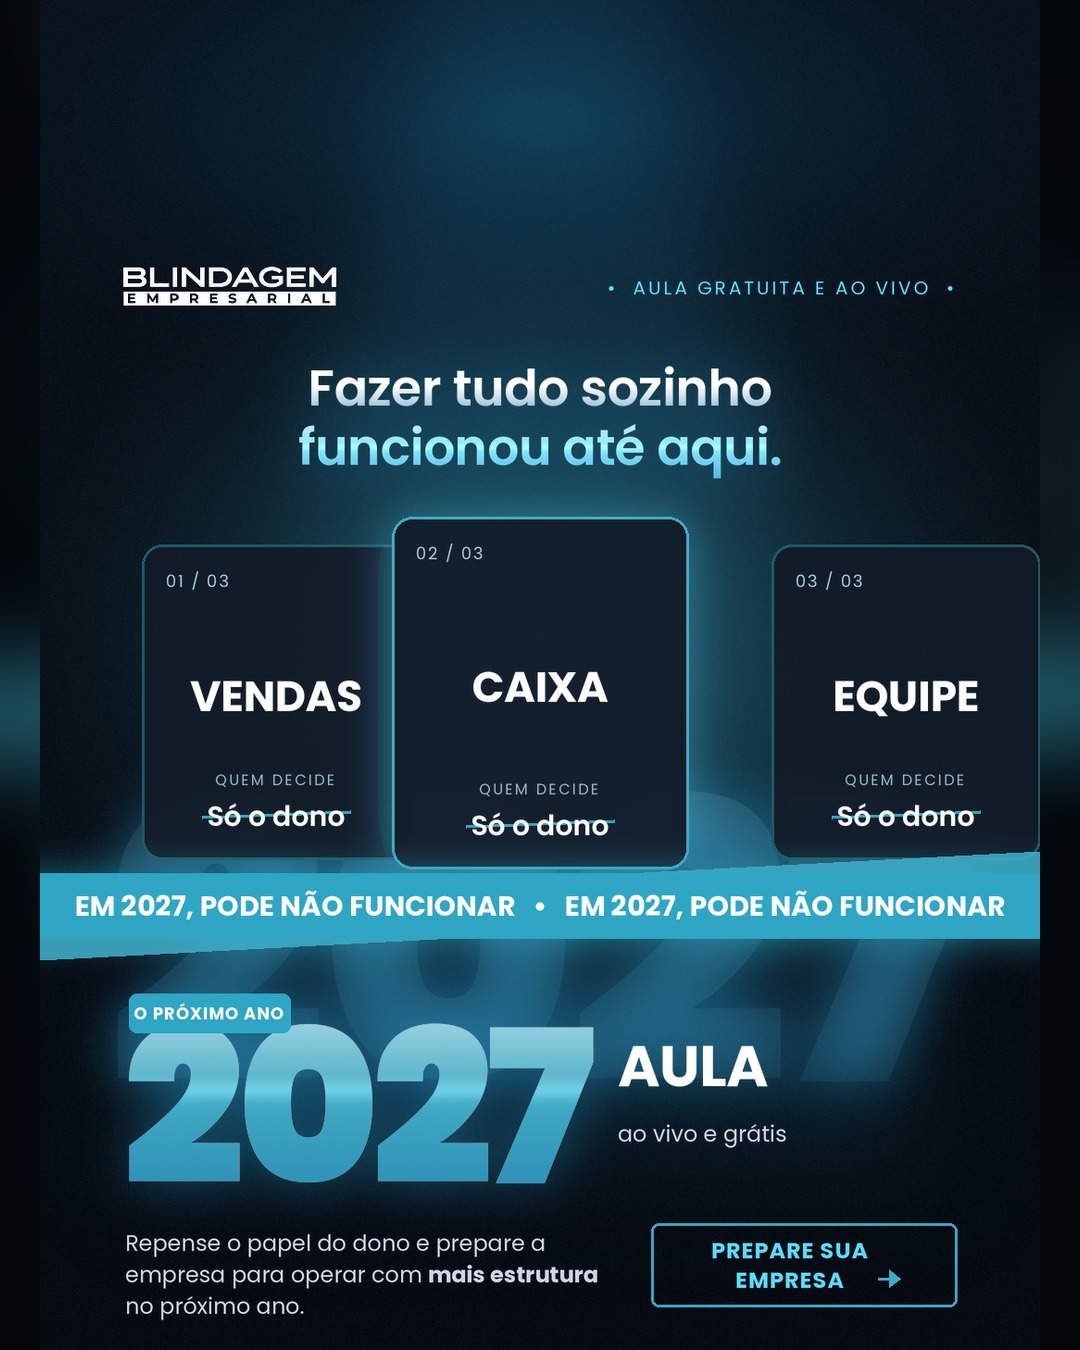 BLINDAGEM
EMPRESARIAL
• AULA GRATUITA E AO VIVO •
Fazer tudo sozinho
funcionou até aqui.
01 / 03
VENDAS
QUEM DECIDE
Só o dono
02 / 03
CAIXA
QUEM DECIDE
Só o dono
03 / 03
EQUIPE
QUEM DECIDE
Só o dono
EM 2027, PODE NÃO FUNCIONAR • EM 2027, PODE NÃO FUNCIONAR
2027
O PRÓXIMO ANO
2027
AULA
ao vivo e grátis
Repense o papel do dono e prepare a
empresa para operar com mais estrutura
no próximo ano.
PREPARE SUA
EMPRESA →